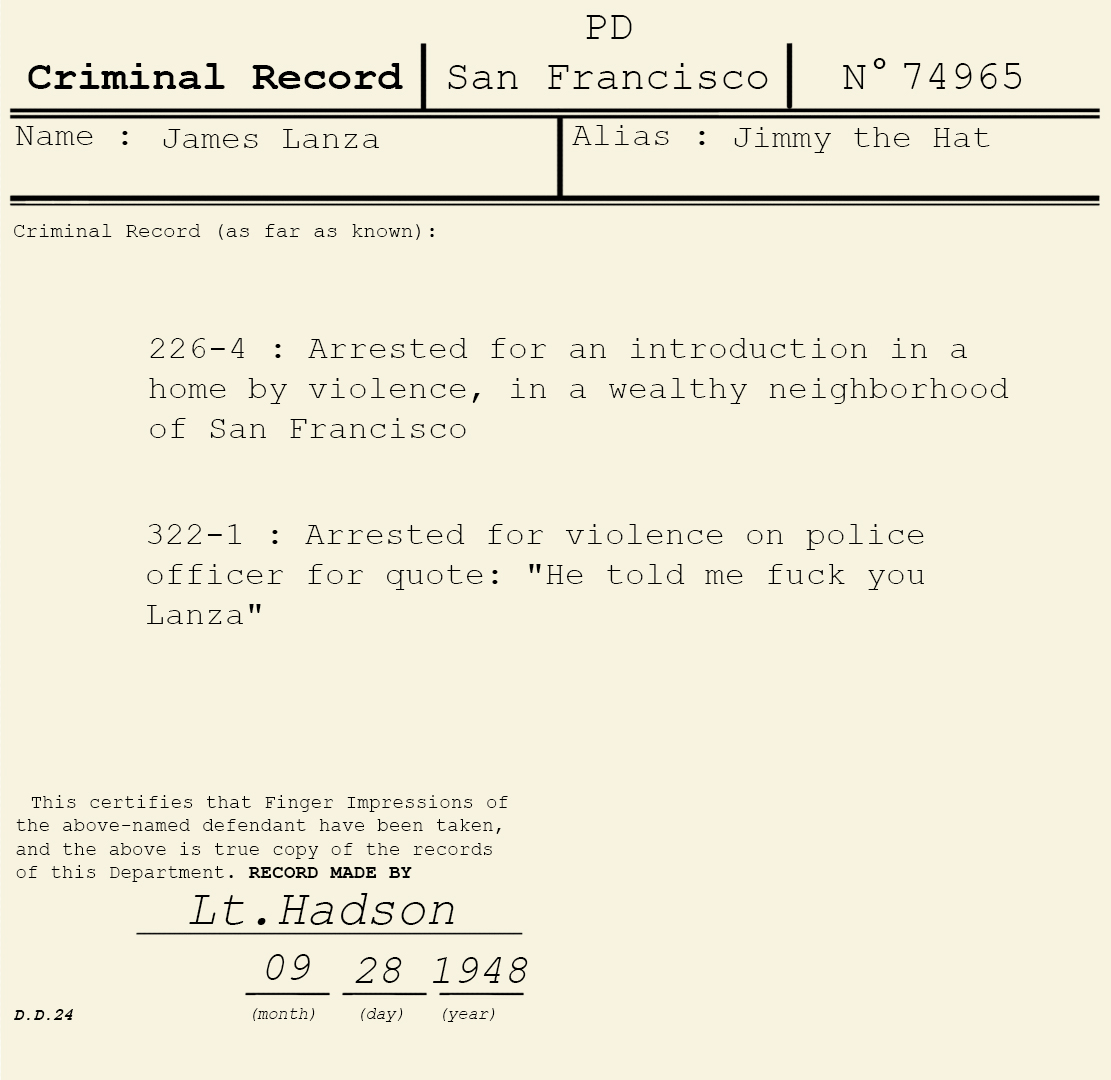 PD
Criminal Record San Francisco N° 74965
Name : James Lanza Alias : Jimmy the Hat
Criminal Record (as far as known):
226-4 : Arrested for an introduction in a
home by violence, in a wealthy neighborhood
of San Francisco
322-1 : Arrested for violence on police
officer for quote: "He told me fuck you
Lanza"
This certifies that Finger Impressions of
the above-named defendant have been taken,
and the above is true copy of the records
of this Department. RECORD MADE BY
Lt.Hadson
09 28 1948
D.D.24 (month) (day) (year)